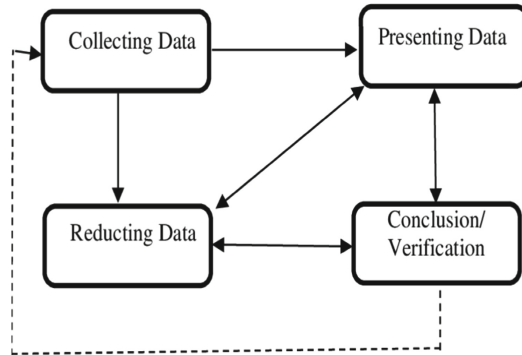 Collecting Data
Presenting Data
Reducting Data
Conclusion/
Verification